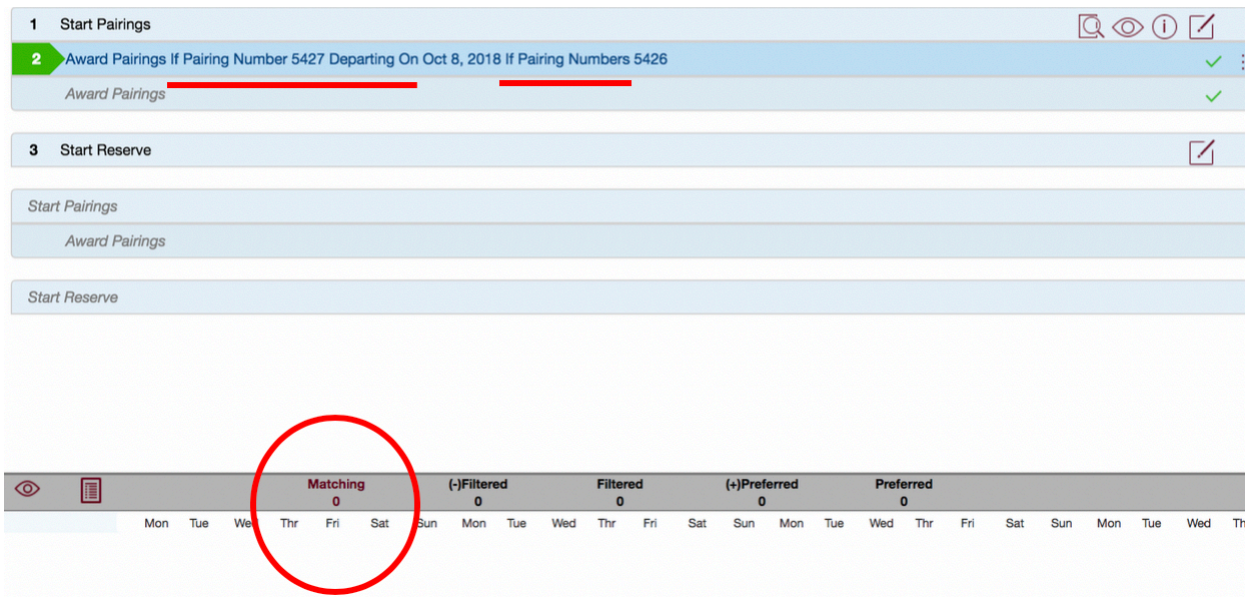 1 Start Pairings
2 Award Pairings If Pairing Number 5427 Departing On Oct 8, 2018 If Pairing Numbers 5426
Award Pairings
3 Start Reserve
Start Pairings
Award Pairings
Start Reserve
Matching (-)Filtered Filtered (+)Preferred Preferred
0 0 0 0 0
Mon Tue Wed Thr Fri Sat Sun Mon Tue Wed Thr Fri Sat Sun Mon Tue Wed Thr Fri Sat Sun Mon Tue Wed Th